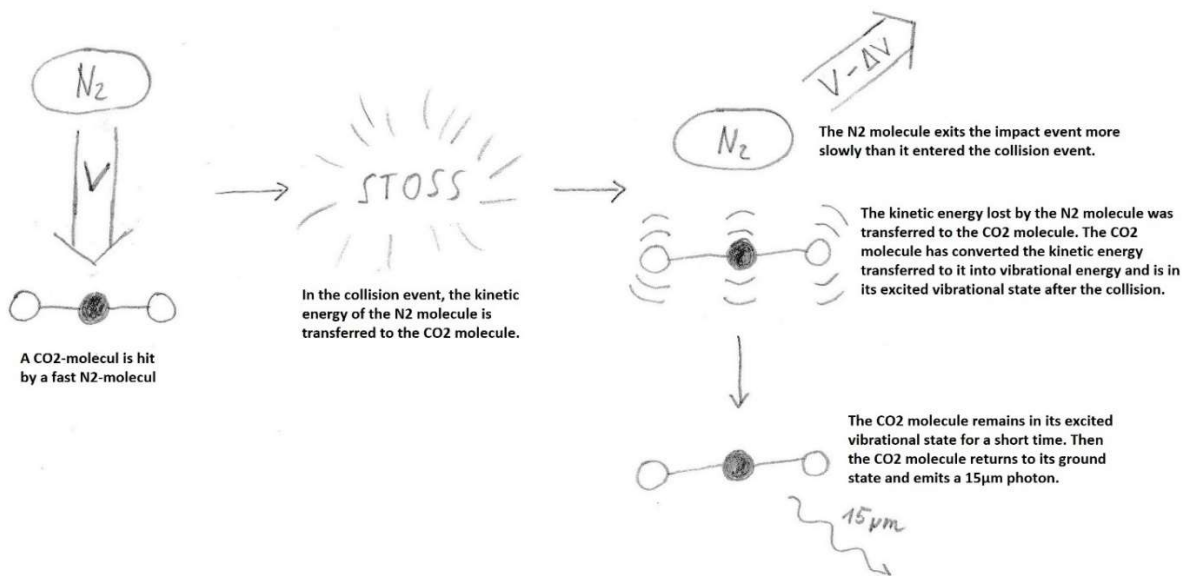 N2
V
A CO2-molecul is hit
by a fast N2-molecul
STOSS
In the collision event, the kinetic
energy of the N2 molecule is
transferred to the CO2 molecule.
V - ΔV
N2
The N2 molecule exits the impact event more
slowly than it entered the collision event.
The kinetic energy lost by the N2 molecule was
transferred to the CO2 molecule. The CO2
molecule has converted the kinetic energy
transferred to it into vibrational energy and is in
its excited vibrational state after the collision.
The CO2 molecule remains in its excited
vibrational state for a short time. Then
the CO2 molecule returns to its ground
state and emits a 15µm photon.
15µm